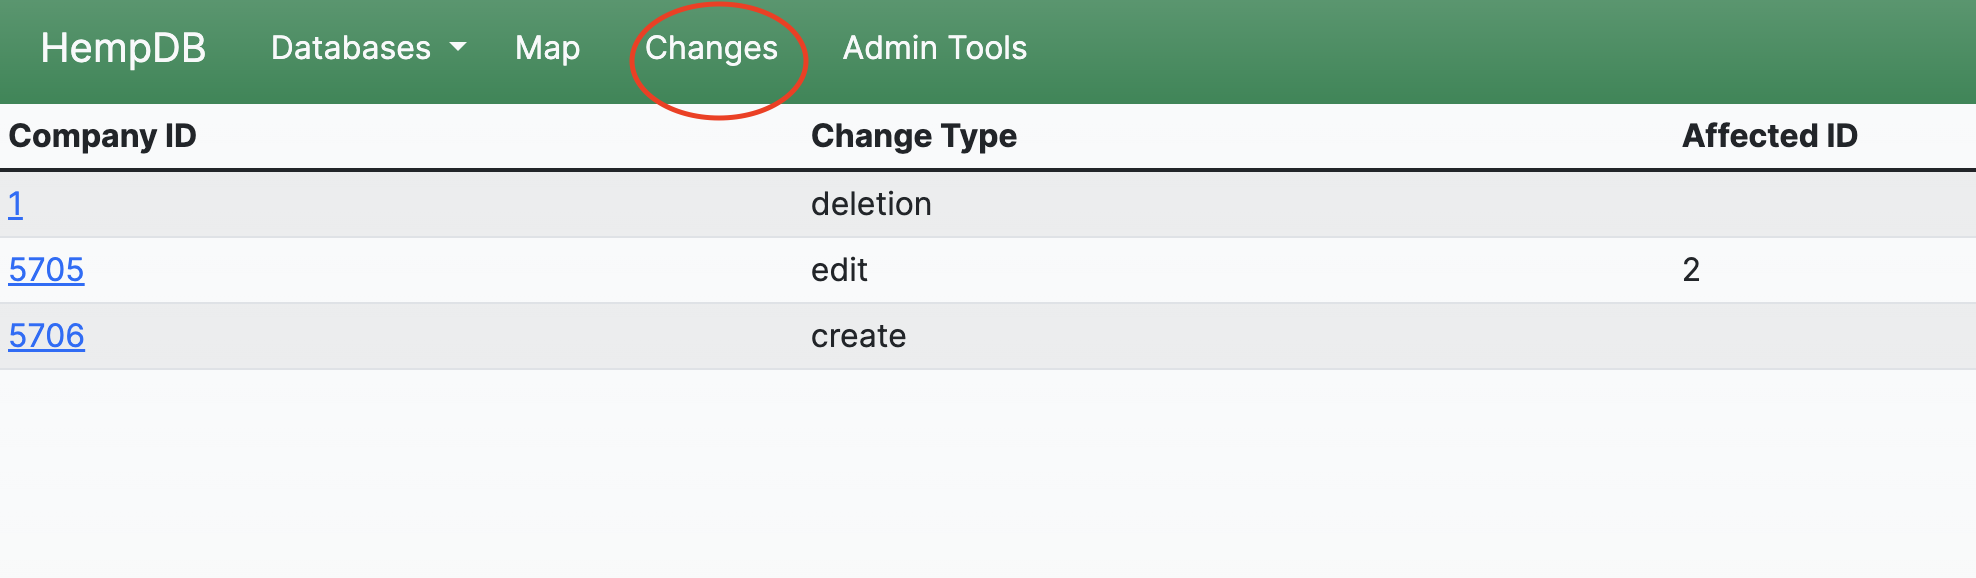 HempDB Databases Map Changes Admin Tools
Company ID Change Type Affected ID
1 deletion
5705 edit 2
5706 create